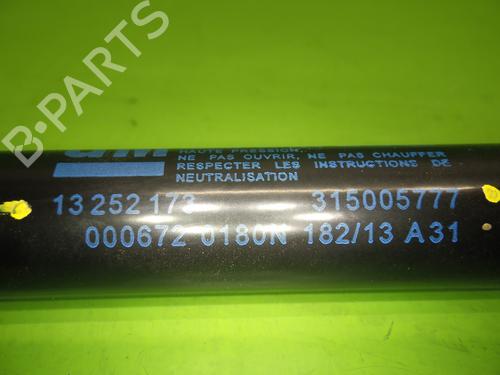 B-PARTS
GM
HAUTE PRESSION,
NE PAS OUVRIR, NE PAS CHAUFFER
RESPECTER LES INSTRUCTIONS DE
NEUTRALISATION
13 252 173 315005777
000672 0180N 182/13 A31